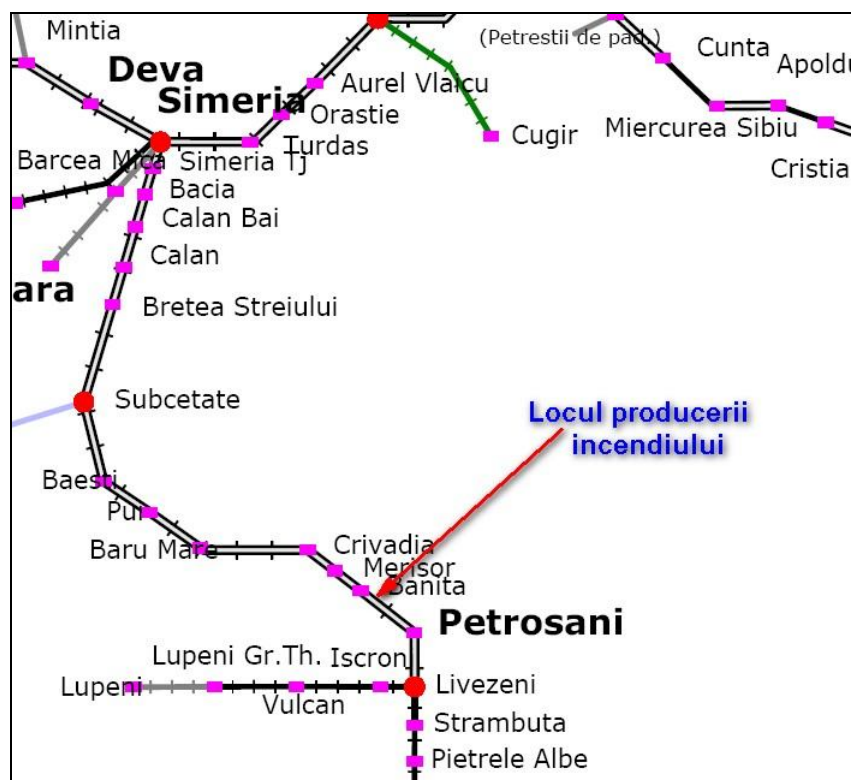 Mintia
Deva
Simeria
Aurel Vlaicu
Orastie
Turdas
(Petrestii de pad.)
Cunta
Apoldu
Miercurea Sibiu
Cristia
Cugir
Barcea Mica
Simeria Tj
Bacia
Calan Bai
Calan
ara
Bretea Streiului
Subcetate
Locul producerii
incendiului
Baesti
Pui
Baru Mare
Crivadia
Merisor
Banita
Petrosani
Lupeni Gr.Th.
Iscroni
Lupeni
Vulcan
Livezeni
Strambuta
Pietrele Albe